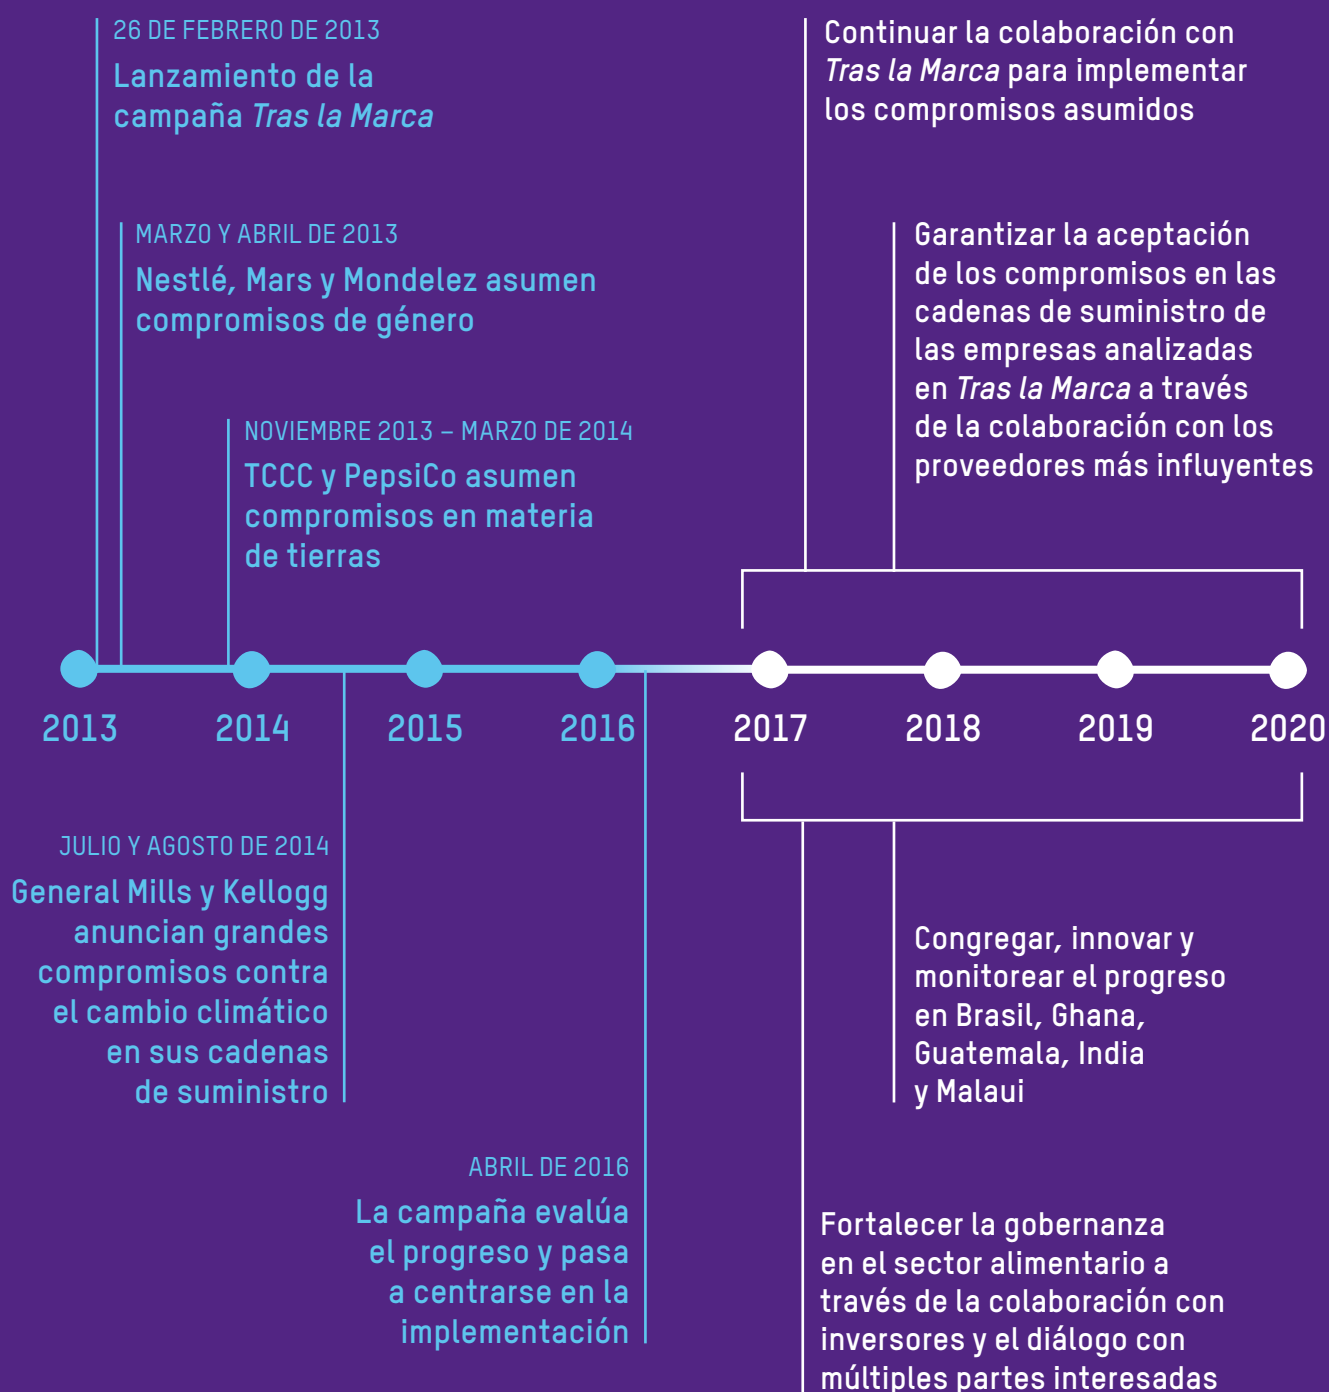 26 DE FEBRERO DE 2013
Lanzamiento de la
campaña Tras la Marca
MARZO Y ABRIL DE 2013
Nestlé, Mars y Mondelez asumen
compromisos de género
NOVIEMBRE 2013 – MARZO DE 2014
TCCC y PepsiCo asumen
compromisos en materia
de tierras
Continuar la colaboración con
Tras la Marca para implementar
los compromisos asumidos
Garantizar la aceptación
de los compromisos en las
cadenas de suministro de
las empresas analizadas
en Tras la Marca a través
de la colaboración con los
proveedores más influyentes
2013
2014
2015
2016
2017
2018
2019
2020
JULIO Y AGOSTO DE 2014
General Mills y Kellogg
anuncian grandes
compromisos contra
el cambio climático
en sus cadenas
de suministro
ABRIL DE 2016
La campaña evalúa
el progreso y pasa
a centrarse en la
implementación
Congregar, innovar y
monitorear el progreso
en Brasil, Ghana,
Guatemala, India
y Malaui
Fortalecer la gobernanza
en el sector alimentario a
través de la colaboración con
inversores y el diálogo con
múltiples partes interesadas